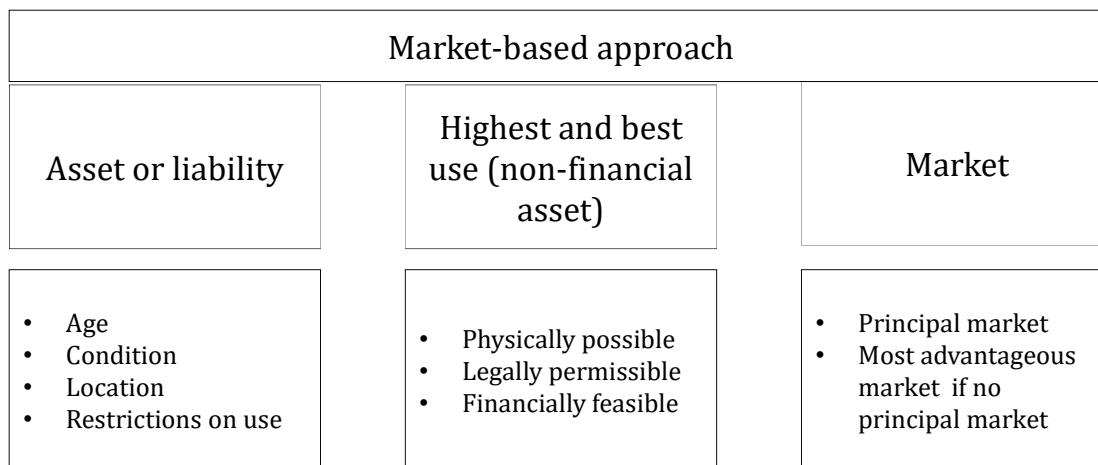 Market-based approach
Asset or liability
Highest and best
use (non-financial
asset)
Market
• Age
• Condition
• Location
• Restrictions on use
• Physically possible
• Legally permissible
• Financially feasible
• Principal market
• Most advantageous
market if no
principal market